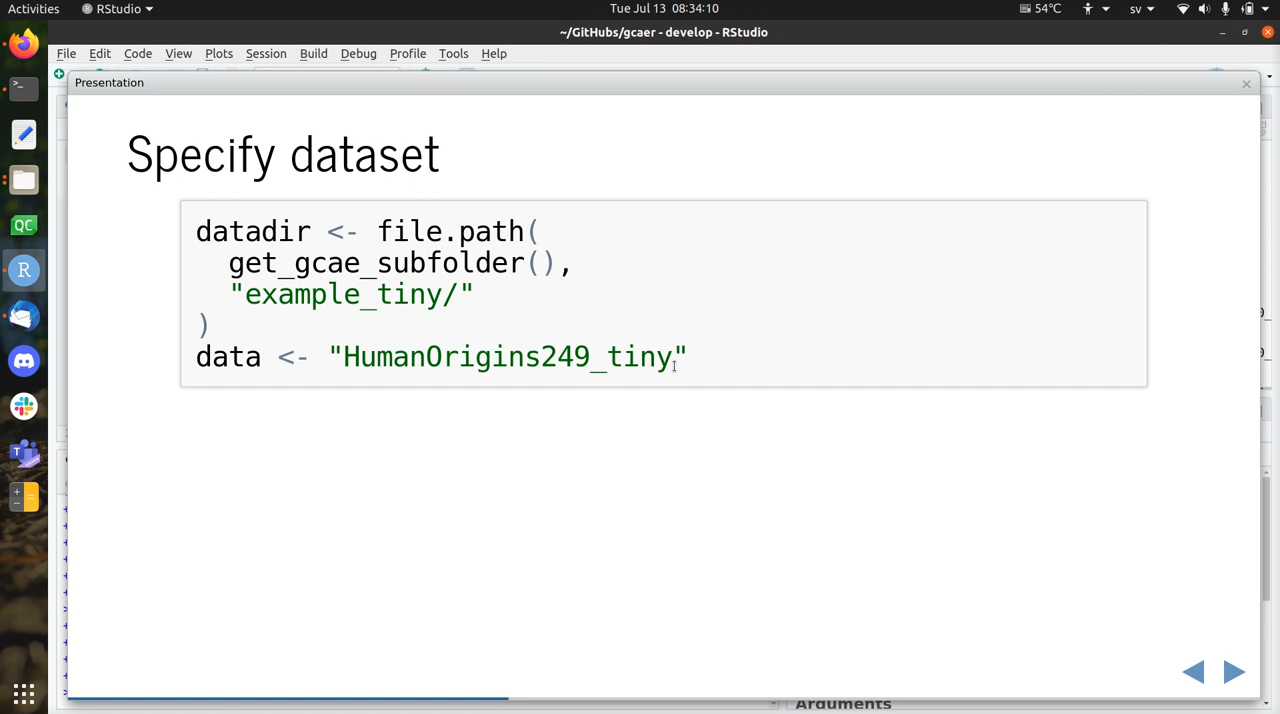 Activities
RStudio
Tue Jul 13 08:34:10
54°C
sv
~/GitHubs/gcaer - develop - RStudio
File Edit Code View Plots Session Build Debug Profile Tools Help
Presentation
Specify dataset
datadir <- file.path(
get_gcae_subfolder(),
"example_tiny/"
)
data <- "HumanOrigins249_tiny"
QC
R
T
Arguments